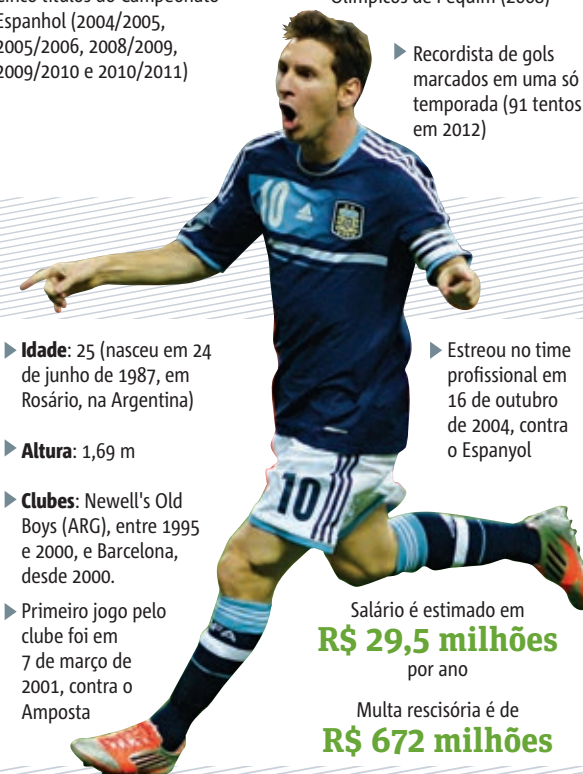 Espanhol (2004/2005,
2005/2006, 2008/2009,
2009/2010 e 2010/2011)
Recordista de gols
marcados em uma só
temporada (91 tentos
em 2012)
10
adidas
Idade: 25 (nasceu em 24
de junho de 1987, em
Rosário, na Argentina)
Altura: 1,69 m
Clubes: Newell's Old
Boys (ARG), entre 1995
e 2000, e Barcelona,
desde 2000.
Primeiro jogo pelo
clube foi em
7 de março de
2001, contra o
Amposta
Estreou no time
profissional em
16 de outubro
de 2004, contra
o Espanyol
10
Salário é estimado em
R$ 29,5 milhões
por ano
Multa rescisória é de
R$ 672 milhões